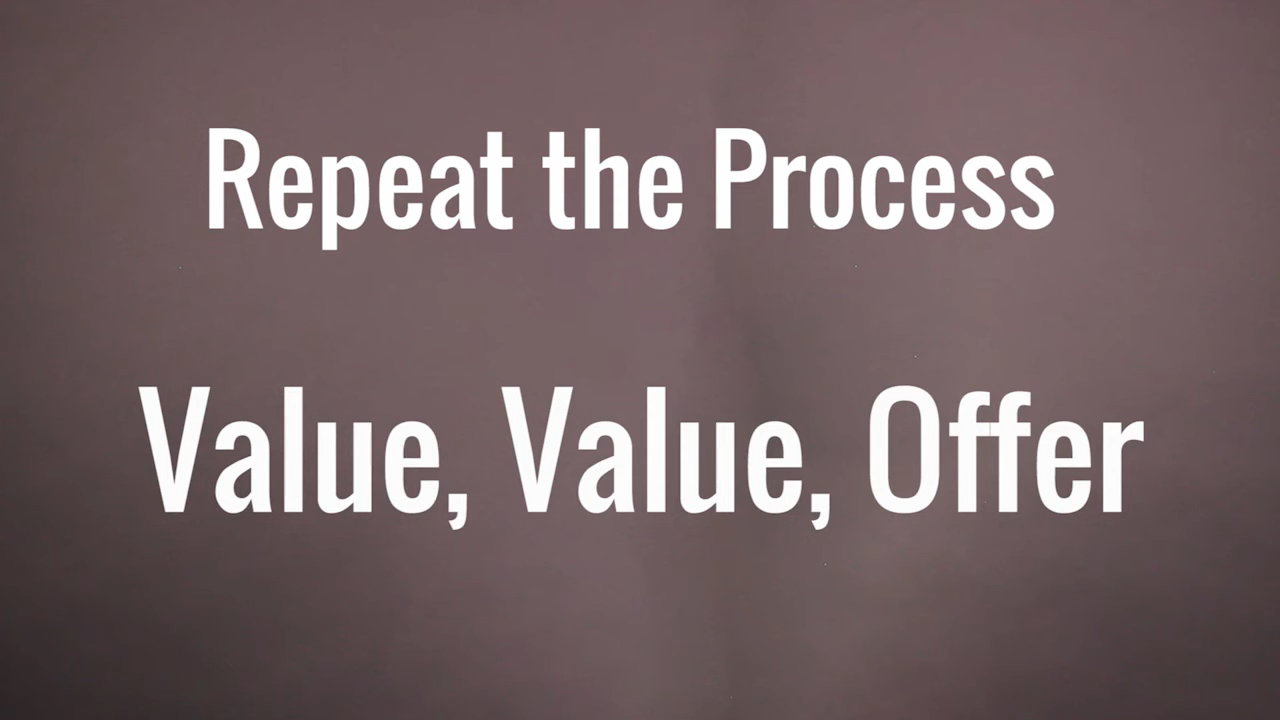 Repeat the Process
Value, Value, Offer